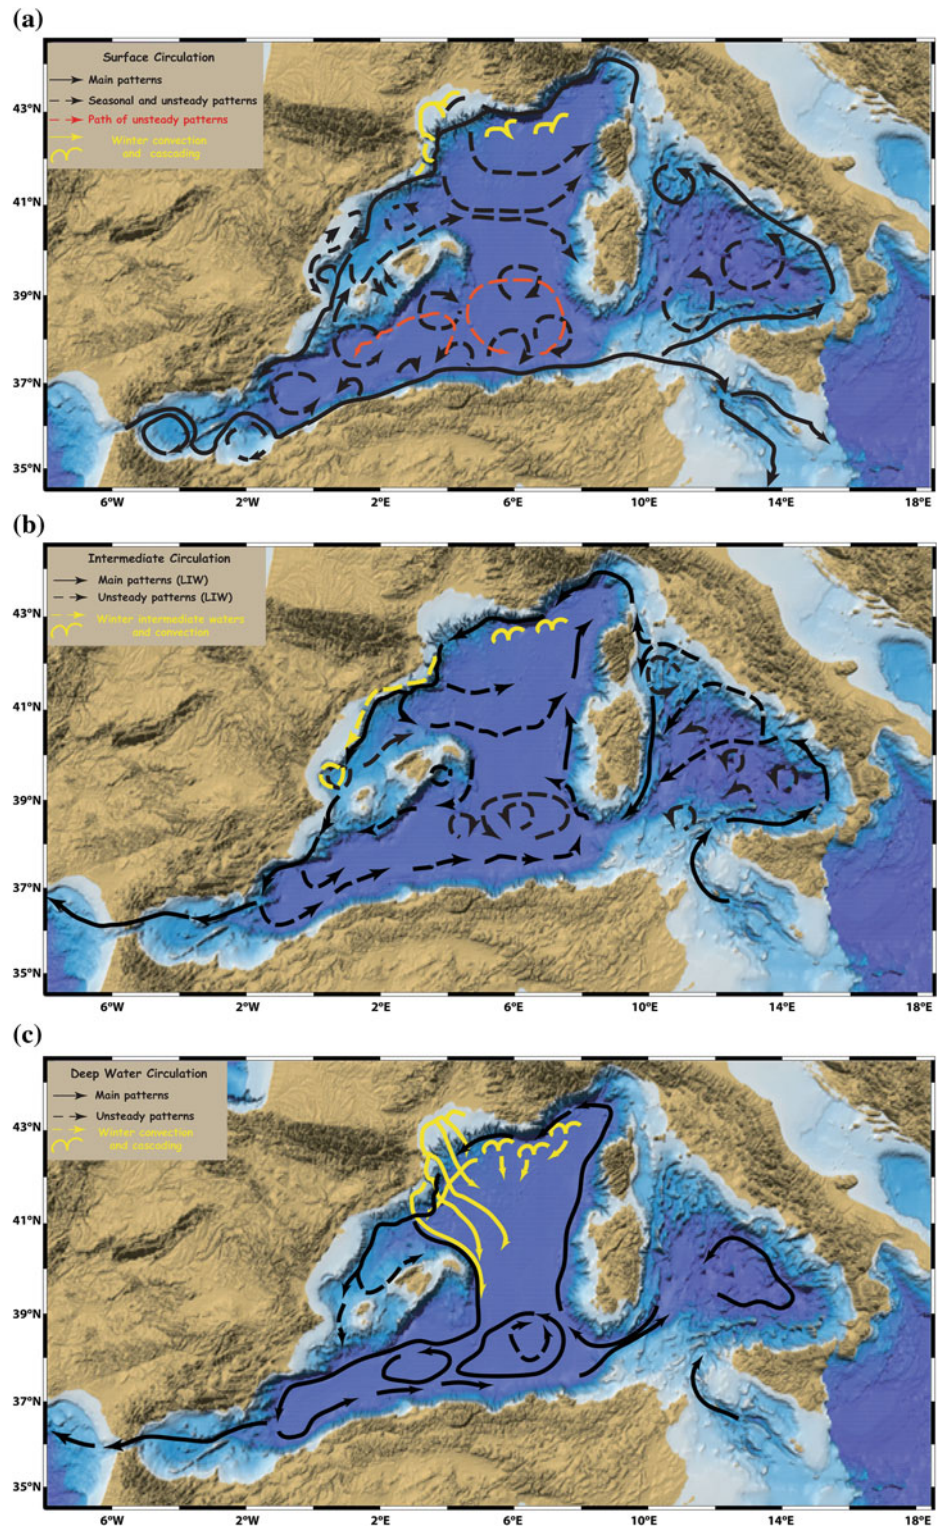 (a)
Surface Circulation
Main patterns
Seasonal and unsteady patterns
Path of unsteady patterns
Winter convection
and cascading
43°N
41°N
39°N
37°N
35°N
6°W
2°W
2°E
6°E
10°E
14°E
18°E
(b)
Intermediate Circulation
Main patterns (LIW)
Unsteady patterns (LIW)
Winter intermediate waters
and convection
43°N
41°N
39°N
37°N
35°N
6°W
2°W
2°E
6°E
10°E
14°E
18°E
(c)
Deep Water Circulation
Main patterns
Unsteady patterns
Winter convection
and cascading
43°N
41°N
39°N
37°N
35°N
6°W
2°W
2°E
6°E
10°E
14°E
18°E